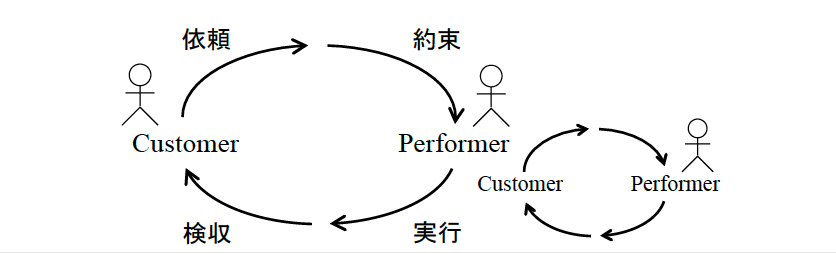 依頼 約束
Customer Performer
Customer Performer
検収 実行